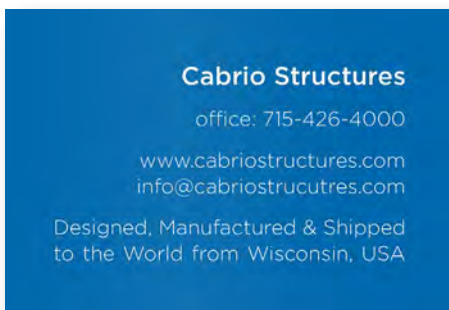 Cabrio Structures
office: 715-426-4000
www.cabriostructures.com
info@cabriostrucutres.com
Designed, Manufactured & Shipped
to the World from Wisconsin, USA